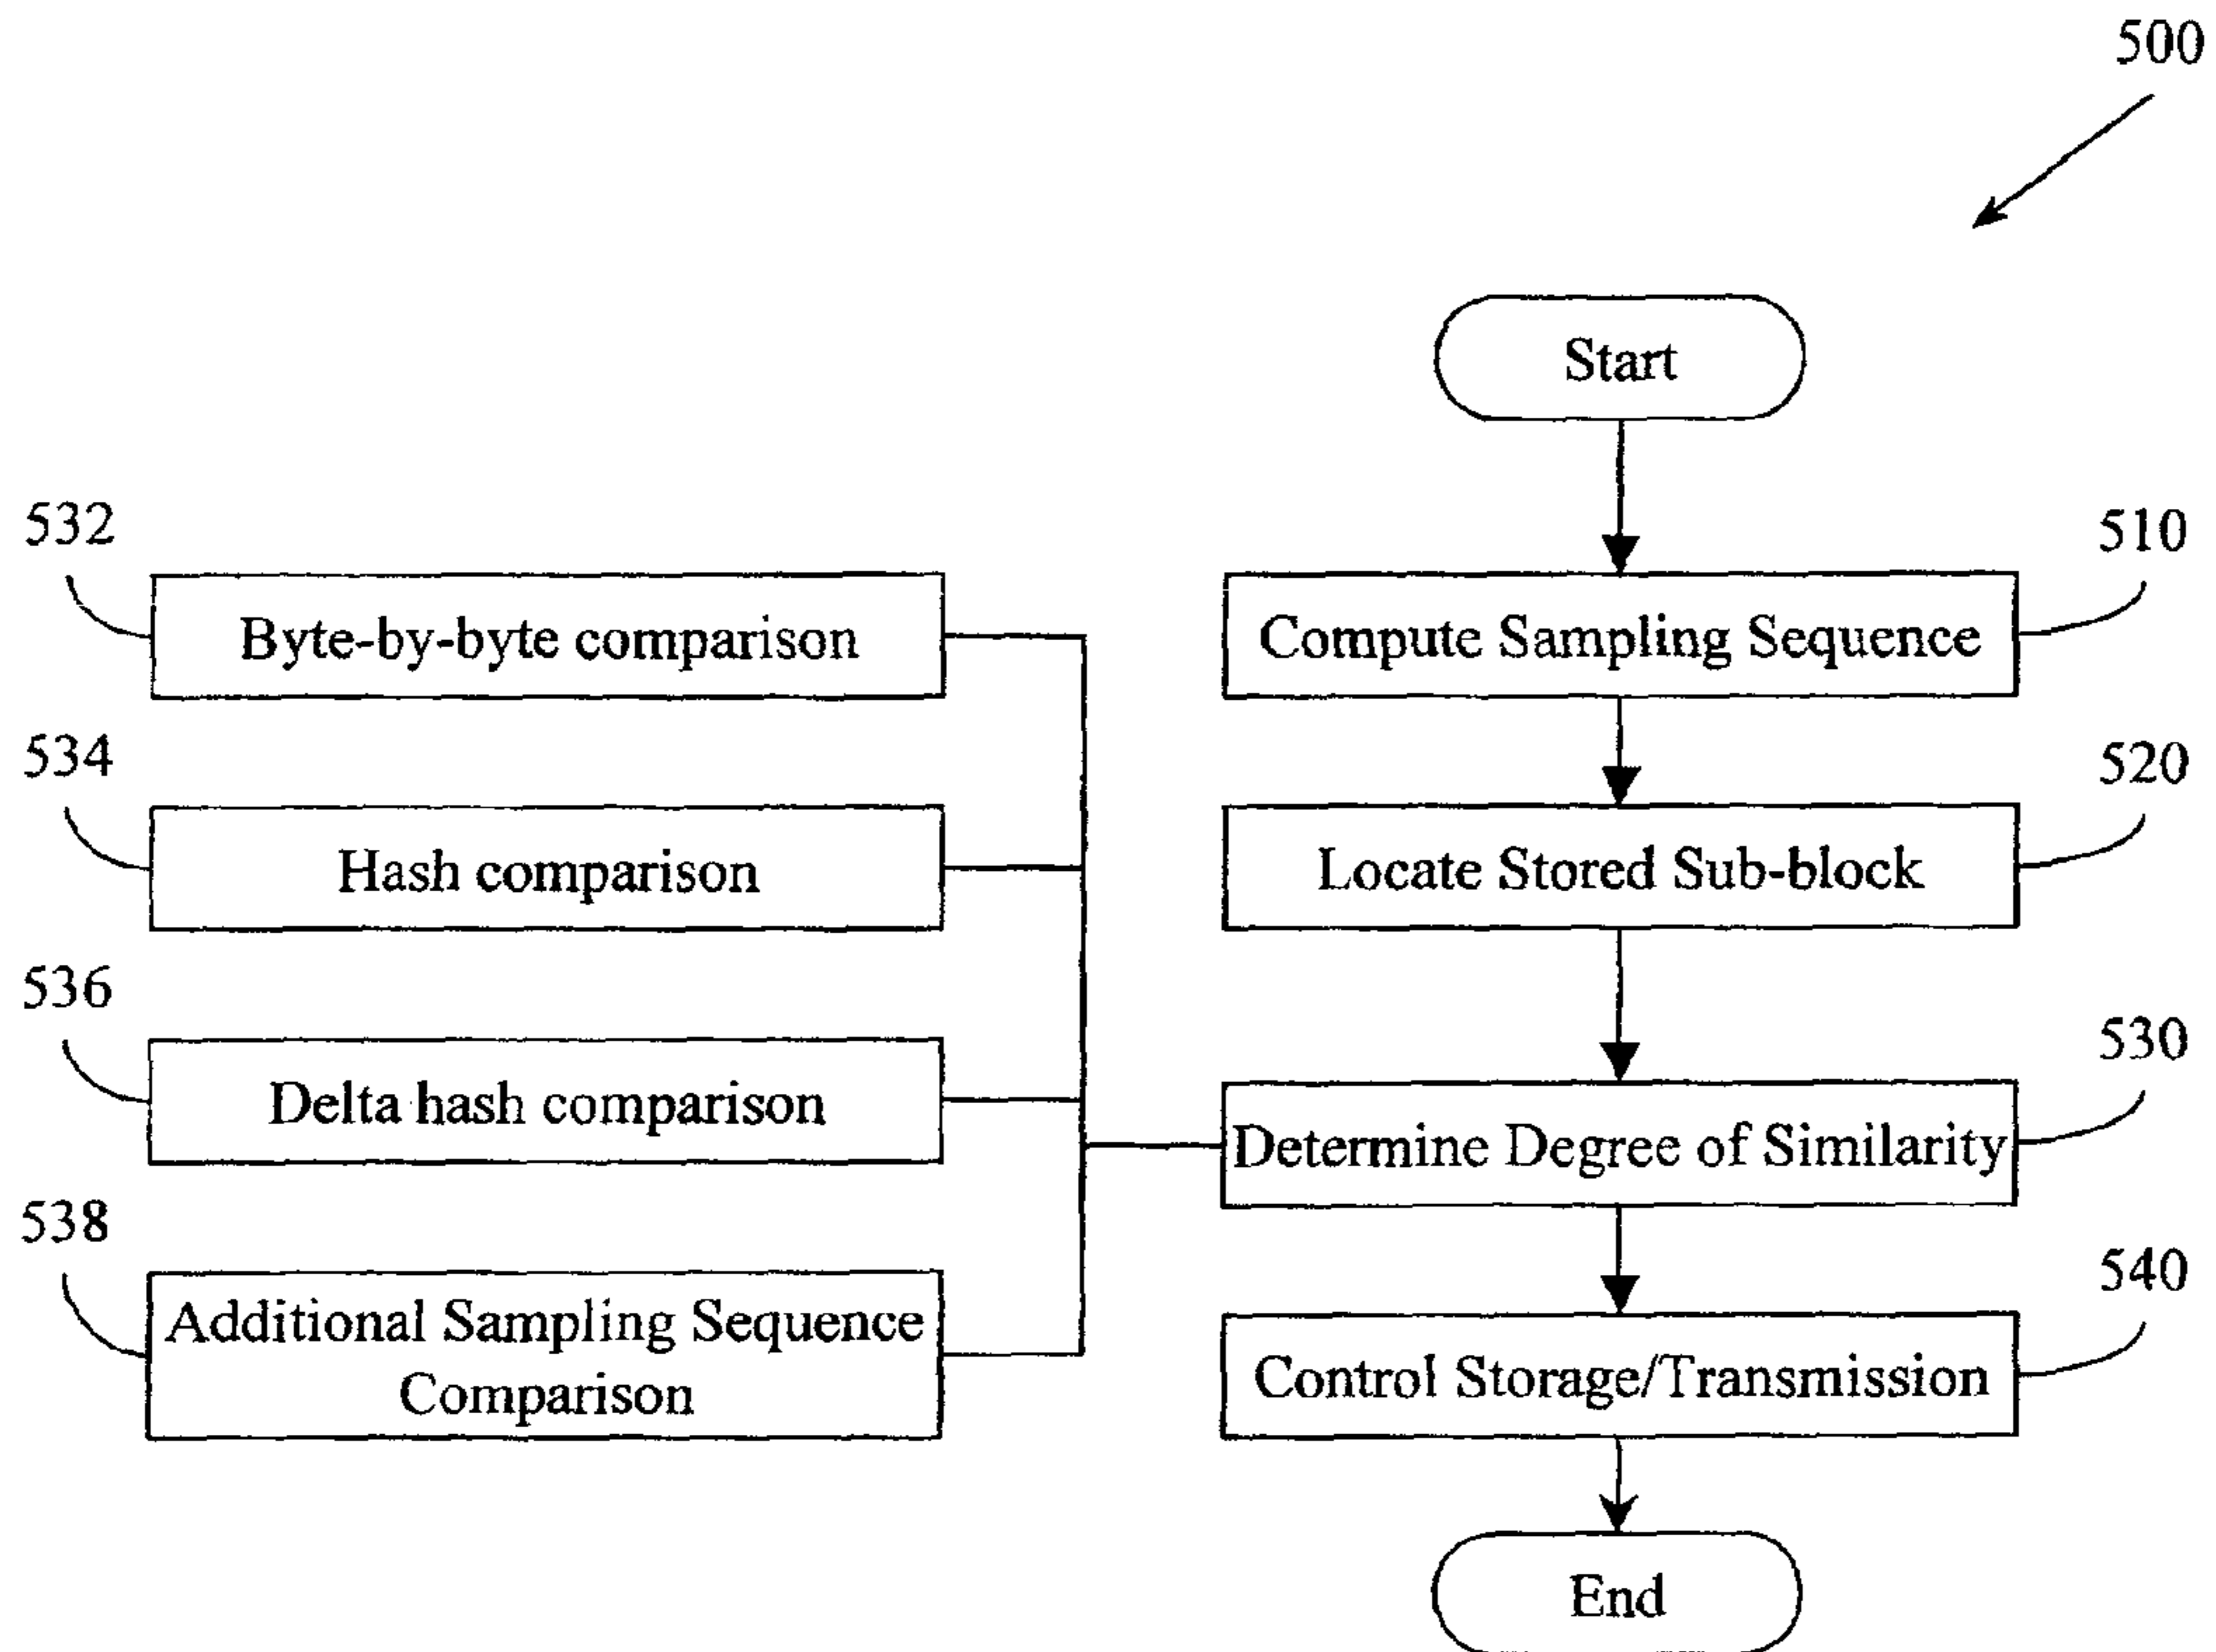 500
Start
532
510
Byte-by-byte comparison
Compute Sampling Sequence
534
520
Hash comparison
Locate Stored Sub-block
536
530
Delta hash comparison
Determine Degree of Similarity
538
540
Additional Sampling Sequence
Comparison
Control Storage/Transmission
End